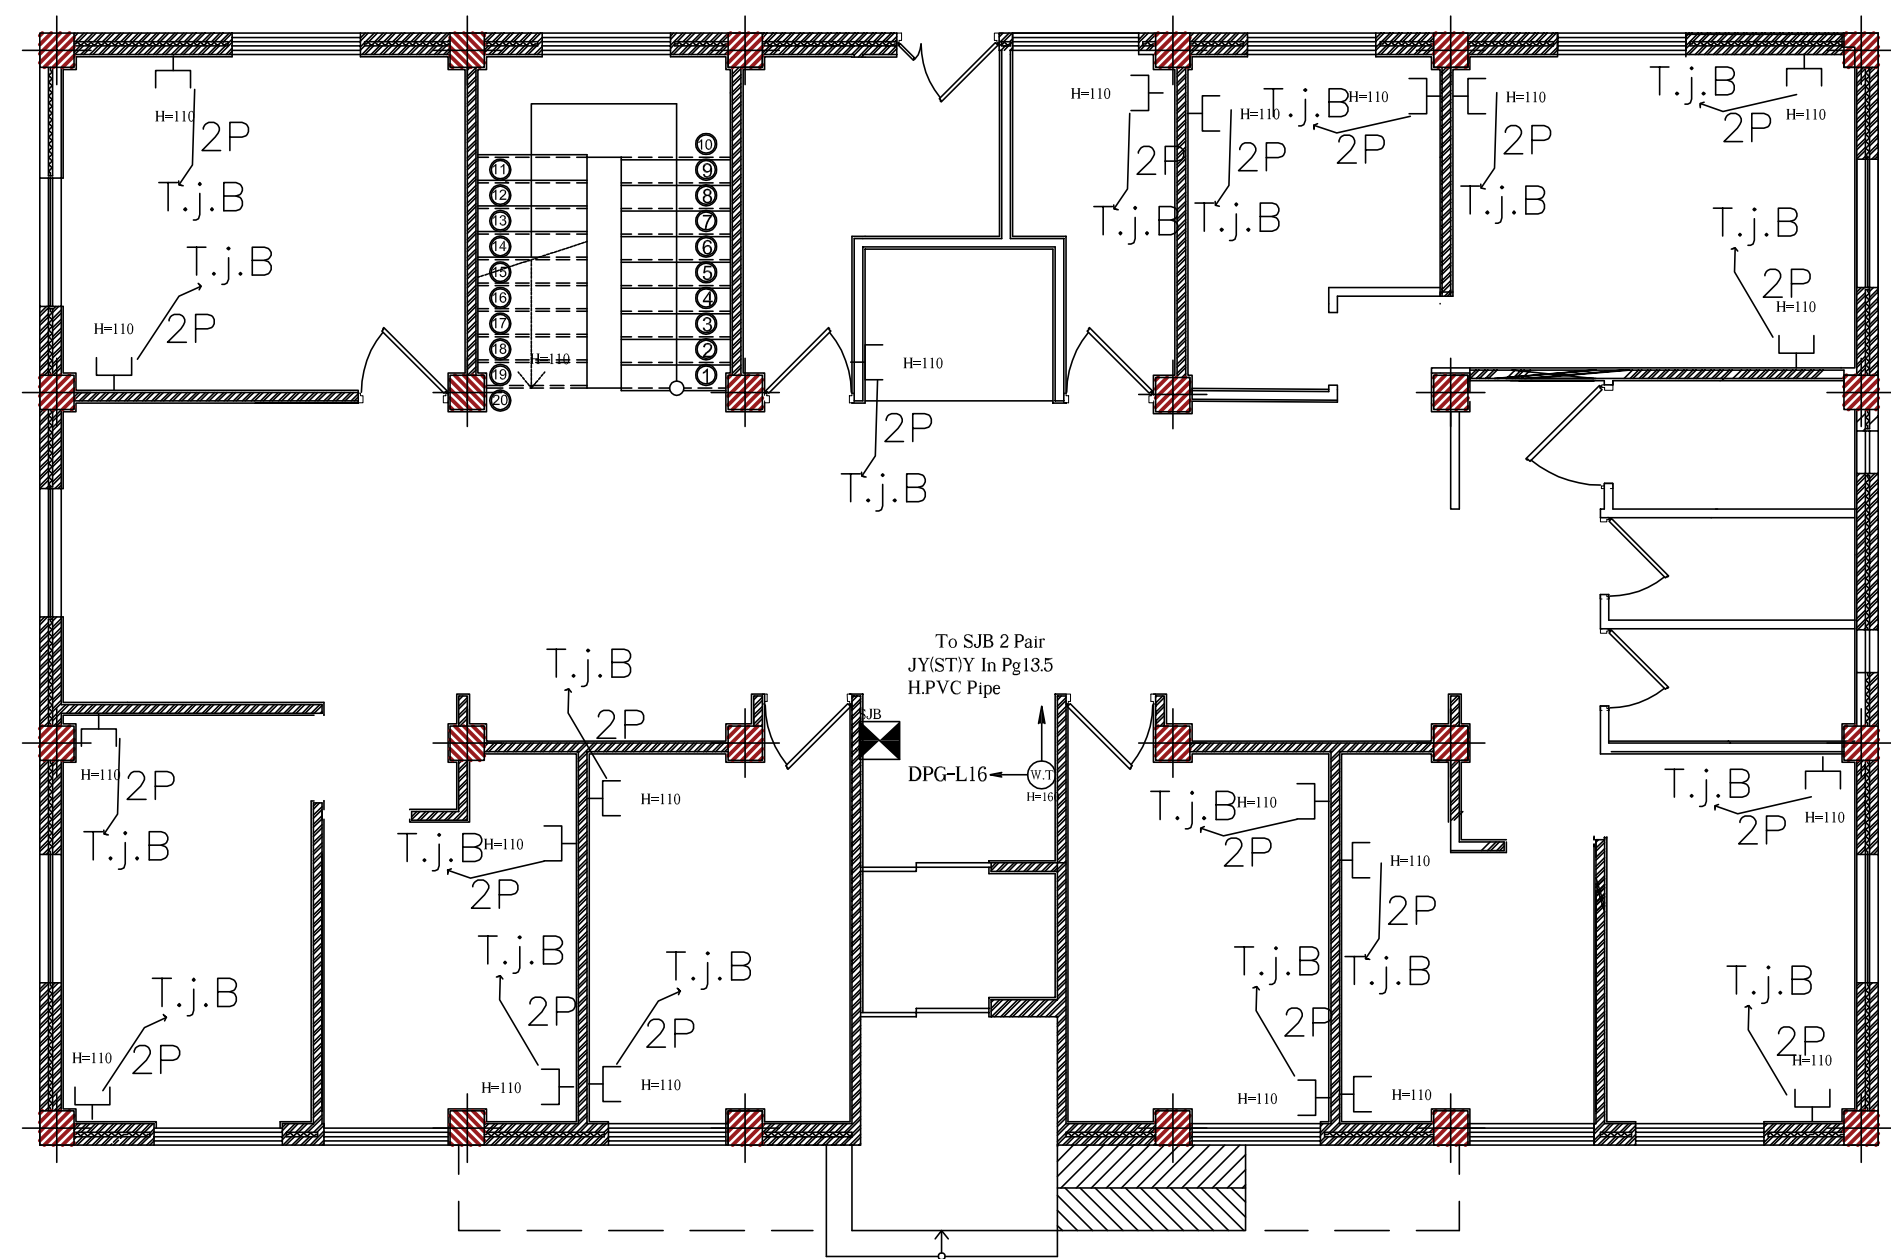 H=110
2P
T.j.B
T.j.B
H=110
2P
10
11
9
12
8
13
7
14
6
15
5
16
4
17
3
18
2
19
1
20
H=110
H=110
2P
T.j.B
H=110
2P
T.j.B
H=110
2P
T.j.B
H=110
2P
T.j.B
H=110
2P
T.j.B
T.j.B
H=110
2P
T.j.B
2P
H=110
To SJB 2 Pair
JY(ST)Y In Pg13.5
H.PVC Pipe
SJB
DPG-L16
W.T
H=16
T.j.B
2P
H=110
H=110
2P
T.j.B
T.j.B
H=110
2P
T.j.B
H=110
2P
T.j.B
2P
H=110
T.j.B
2P
H=110
T.j.B
H=110
2P
H=110
2P
T.j.B
T.j.B
H=110
2P
T.j.B
2P
H=110
H=110
T.j.B
2P
H=110